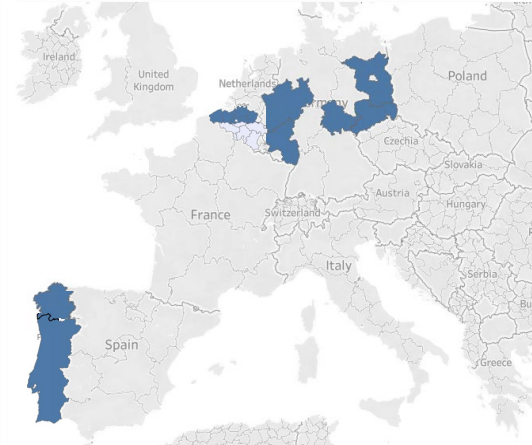 Ireland
United
Kingdom
Netherlands
Poland
Czechia
Slovakia
Austria
Hungary
France
Switzerland
Italy
Serbia
Spain
Greece